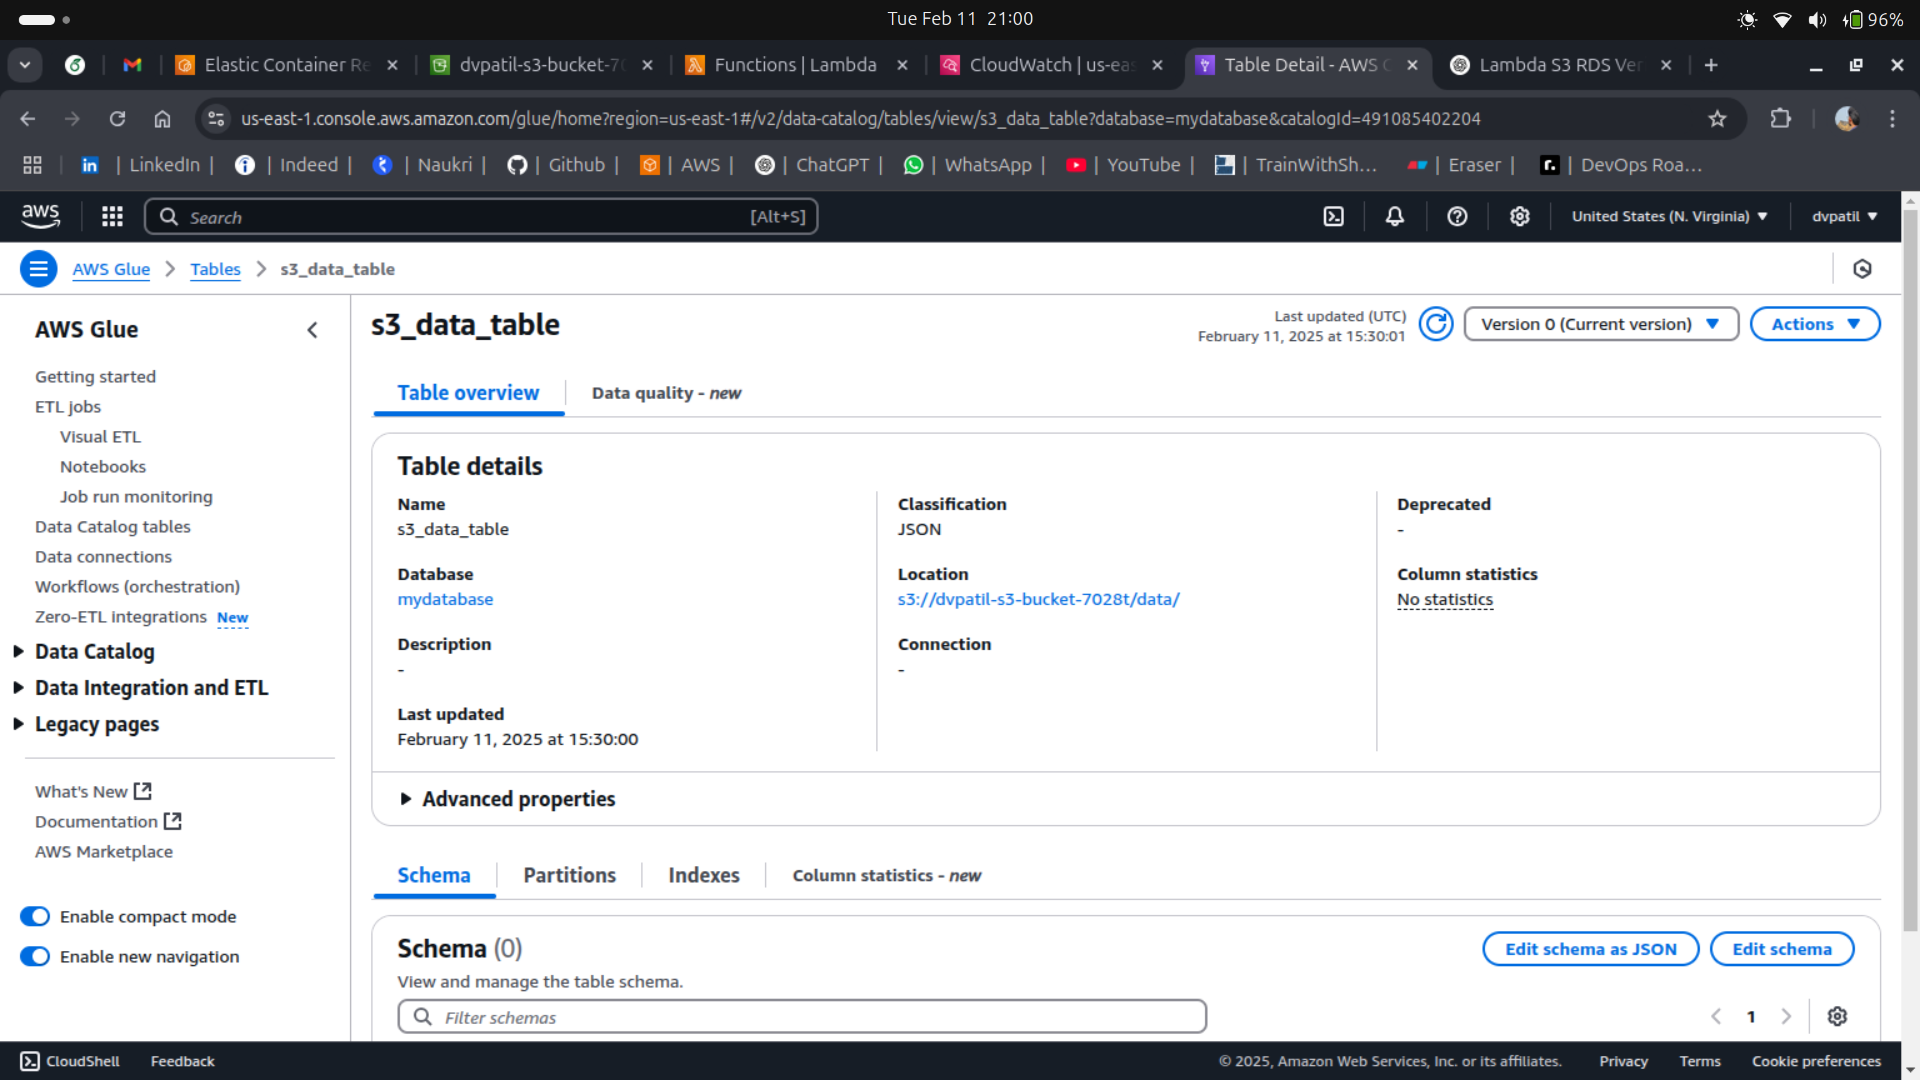 Tue Feb 11 21:00
96%
Elastic Container Re
dvpatil-s3-bucket-70
Functions | Lambda
CloudWatch | us-eas
Table Detail - AWS G
Lambda S3 RDS Ver
us-east-1.console.aws.amazon.com/glue/home?region=us-east-1#/v2/data-catalog/tables/view/s3_data_table?database=mydatabase&catalogId=491085402204
| LinkedIn | | Indeed | | Naukri | | Github | | AWS | | ChatGPT | | WhatsApp | | YouTube | | TrainWithSh... | Eraser | | DevOps Roa...
aws
Search [Alt+S]
United States (N. Virginia)
dvpatil
AWS Glue > Tables > s3_data_table
AWS Glue
Getting started
ETL jobs
Visual ETL
Notebooks
Job run monitoring
Data Catalog tables
Data connections
Workflows (orchestration)
Zero-ETL integrations New
Data Catalog
Data Integration and ETL
Legacy pages
What's New
Documentation
AWS Marketplace
Enable compact mode
Enable new navigation
s3_data_table
Last updated (UTC)
February 11, 2025 at 15:30:01
Version 0 (Current version)
Actions
Table overview
Data quality - new
Table details
Name
s3_data_table
Database
mydatabase
Description
-
Last updated
February 11, 2025 at 15:30:00
Classification
JSON
Location
s3://dvpatil-s3-bucket-7028t/data/
Connection
-
Deprecated
-
Column statistics
No statistics
Advanced properties
Schema
Partitions
Indexes
Column statistics - new
Schema (0)
View and manage the table schema.
Edit schema as JSON
Edit schema
Filter schemas
1
CloudShell
Feedback
© 2025, Amazon Web Services, Inc. or its affiliates.
Privacy
Terms
Cookie preferences